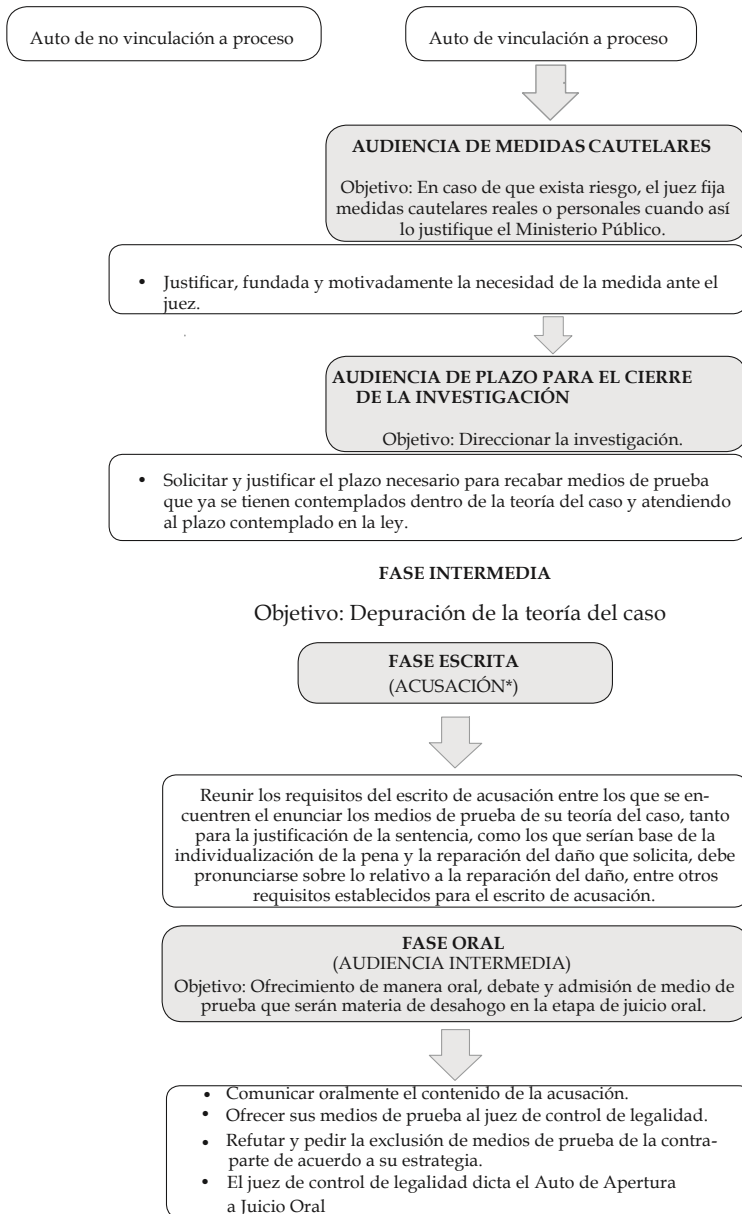 Auto de no vinculación a proceso
Auto de vinculación a proceso
AUDIENCIA DE MEDIDAS CAUTELARES
Objetivo: En caso de que exista riesgo, el juez fija
medidas cautelares reales o personales cuando así
lo justifique el Ministerio Público.
• Justificar, fundada y motivadamente la necesidad de la medida ante el
juez.
AUDIENCIA DE PLAZO PARA EL CIERRE
DE LA INVESTIGACIÓN
Objetivo: Direccionar la investigación.
• Solicitar y justificar el plazo necesario para recabar medios de prueba
que ya se tienen contemplados dentro de la teoría del caso y atendiendo
al plazo contemplado en la ley.
FASE INTERMEDIA
Objetivo: Depuración de la teoría del caso
FASE ESCRITA
(ACUSACIÓN*)
Reunir los requisitos del escrito de acusación entre los que se en-
cuentren el enunciar los medios de prueba de su teoría del caso, tanto
para la justificación de la sentencia, como los que serían base de la
individualización de la pena y la reparación del daño que solicita, debe
pronunciarse sobre lo relativo a la reparación del daño, entre otros
requisitos establecidos para el escrito de acusación.
FASE ORAL
(AUDIENCIA INTERMEDIA)
Objetivo: Ofrecimiento de manera oral, debate y admisión de medio de
prueba que serán materia de desahogo en la etapa de juicio oral.
• Comunicar oralmente el contenido de la acusación.
• Ofrecer sus medios de prueba al juez de control de legalidad.
• Refutar y pedir la exclusión de medios de prueba de la contra-
parte de acuerdo a su estrategia.
• El juez de control de legalidad dicta el Auto de Apertura
a Juicio Oral